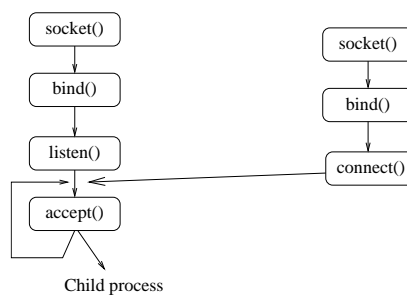 socket()
bind()
listen()
accept()
Child process
socket()
bind()
connect()